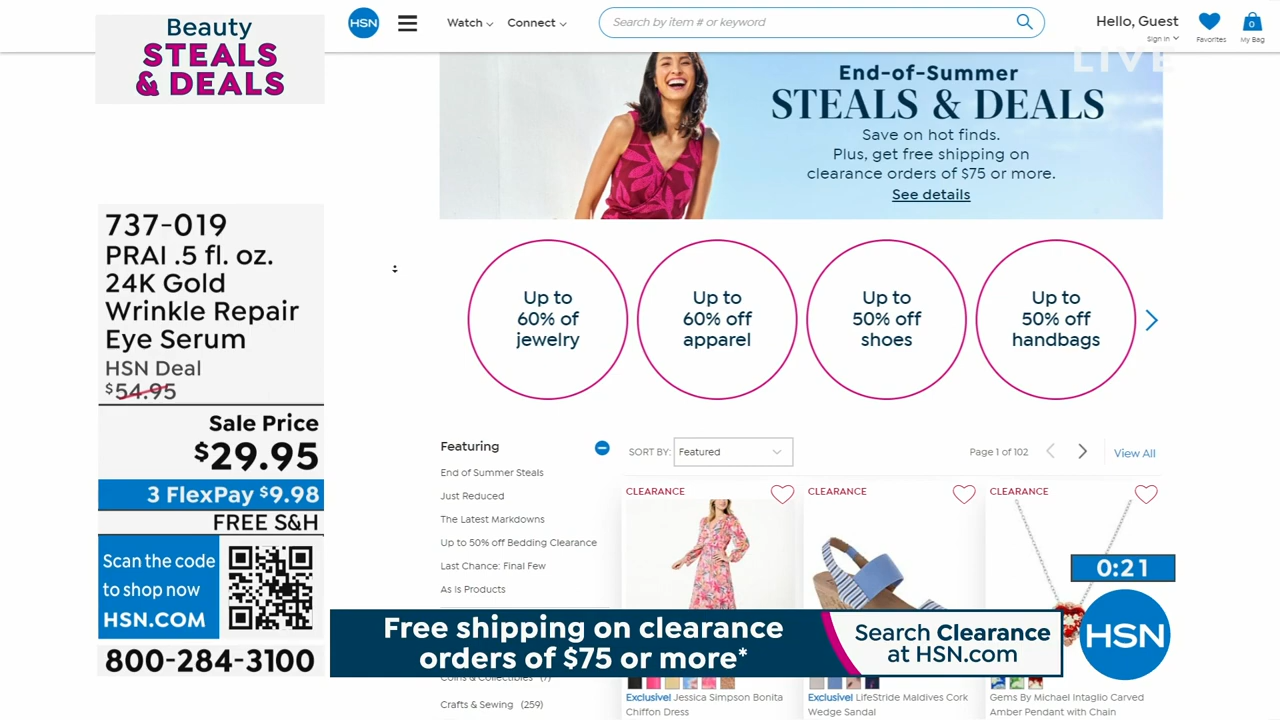 Beauty
STEALS
& DEALS
HSN
Watch
Connect
Search by item # or keyword
Hello, Guest
Sign In
Favorites
0
My Bag
LIVE
End-of-Summer
STEALS & DEALS
Save on hot finds.
Plus, get free shipping on
clearance orders of $75 or more.
See details
737-019
PRAI .5 fl. oz.
24K Gold
Wrinkle Repair
Eye Serum
HSN Deal
$54.95
Sale Price
$29.95
3 FlexPay $9.98
FREE S&H
Scan the code
to shop now
HSN.COM
800-284-3100
Up to
60% of
jewelry
Up to
60% off
apparel
Up to
50% off
shoes
Up to
50% off
handbags
Featuring
End of Summer Steals
Just Reduced
The Latest Markdowns
Up to 50% off Bedding Clearance
Last Chance: Final Few
As Is Products
Coins & Collectibles (7)
Crafts & Sewing (259)
SORT BY: Featured
Page 1 of 102
View All
CLEARANCE
CLEARANCE
CLEARANCE
0:21
Free shipping on clearance
orders of $75 or more*
Search Clearance
at HSN.com
HSN
Exclusive! Jessica Simpson Bonita
Chiffon Dress
Exclusive! LifeStride Maldives Cork
Wedge Sandal
Gems By Michael Intaglio Carved
Amber Pendant with Chain